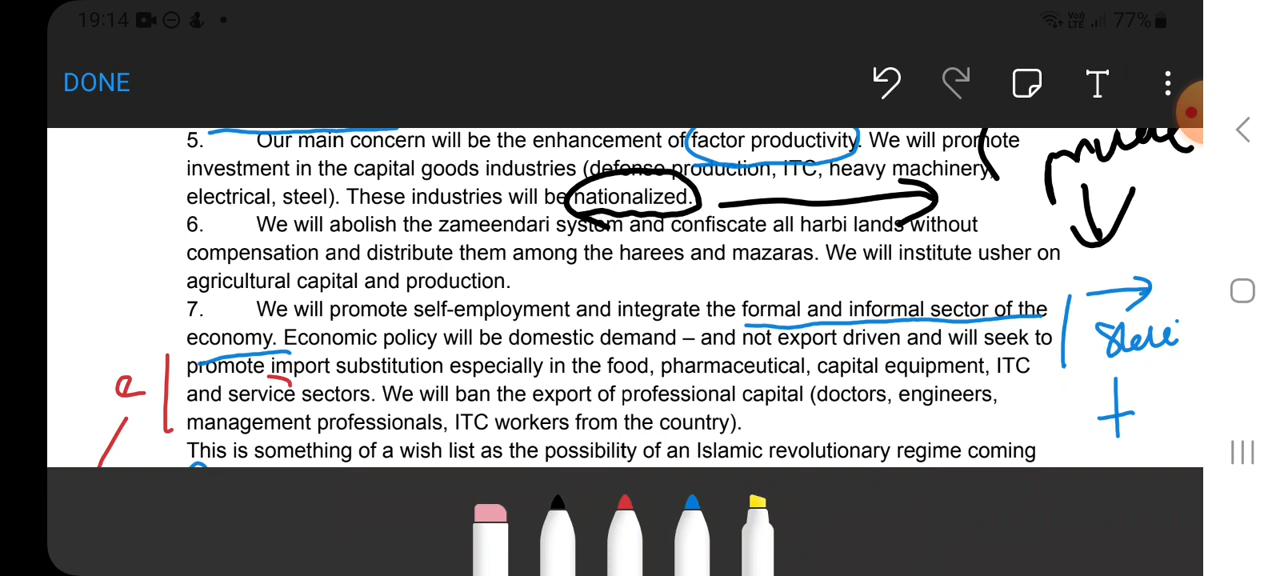 19:14 77%
DONE T
5. Our main concern will be the enhancement of factor productivity. We will promote
investment in the capital goods industries (defense production, ITC, heavy machinery,
electrical, steel). These industries will be nationalized.
6. We will abolish the zameendari system and confiscate all harbi lands without
compensation and distribute them among the harees and mazaras. We will institute usher on
agricultural capital and production.
7. We will promote self-employment and integrate the formal and informal sector of the
economy. Economic policy will be domestic demand – and not export driven and will seek to
promote import substitution especially in the food, pharmaceutical, capital equipment, ITC
and service sectors. We will ban the export of professional capital (doctors, engineers,
management professionals, ITC workers from the country).
This is something of a wish list as the possibility of an Islamic revolutionary regime coming